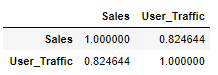 Sales User_Traffic
Sales 1.000000 0.824644
User_Traffic 0.824644 1.000000